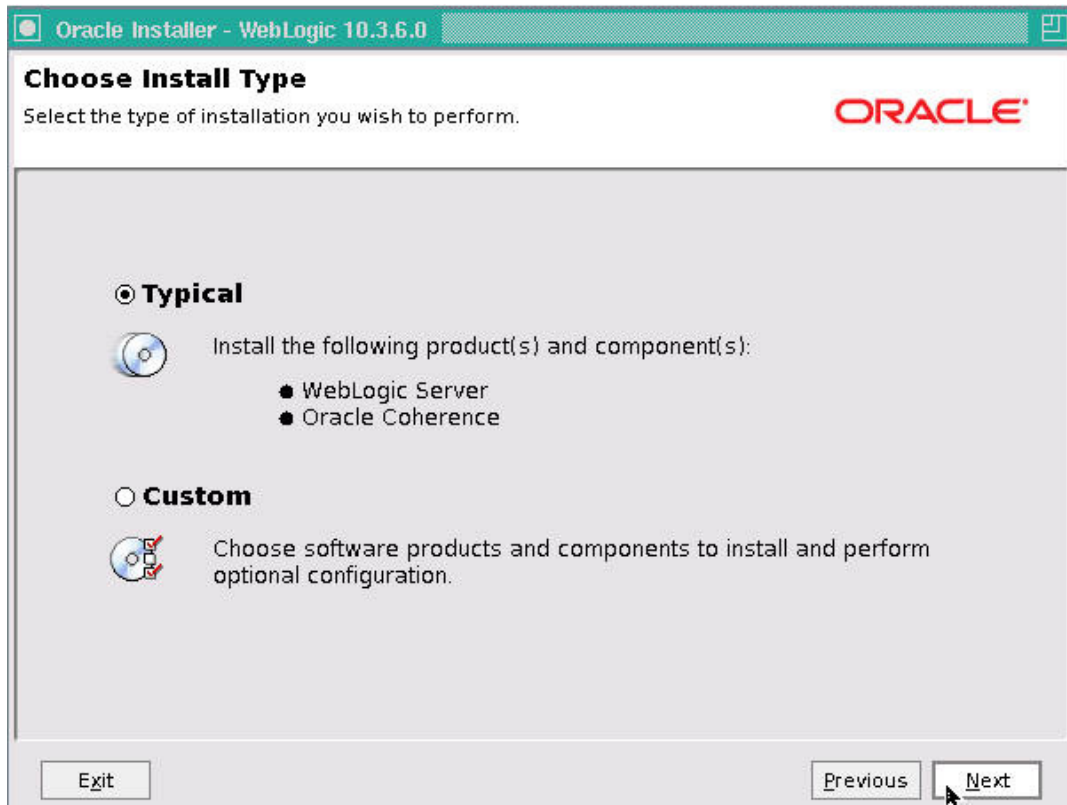 Oracle Installer - WebLogic 10.3.6.0
Choose Install Type
Select the type of installation you wish to perform.
ORACLE
Typical
Install the following product(s) and component(s):
WebLogic Server
Oracle Coherence
Custom
Choose software products and components to install and perform
optional configuration.
Exit
Previous
Next